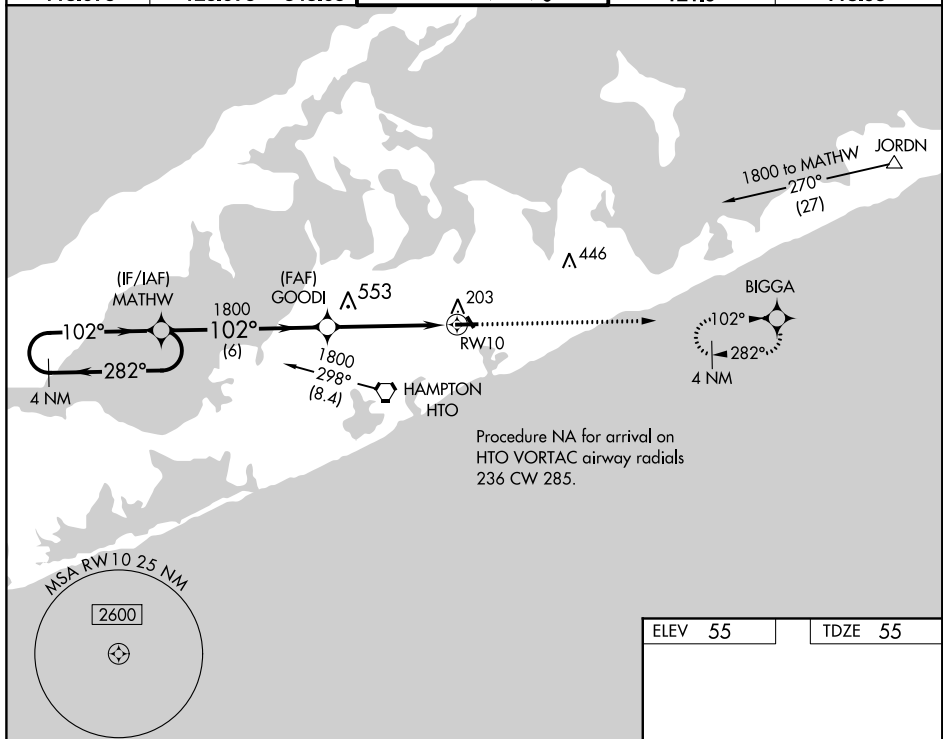 JORDN
1800 to MATHW
270°
(27)
446
(IF/IAF)
MATHW
(FAF)
GOODI
553
203
BIGGA
102°
1800
102°
(6)
RW10
102°
282°
282°
4 NM
4 NM
1800
298°
(8.4)
HAMPTON
HTO
Procedure NA for arrival on
HTO VORTAC airway radials
236 CW 285.
MSA RW10 25 NM
2600
ELEV 55
TDZE 55